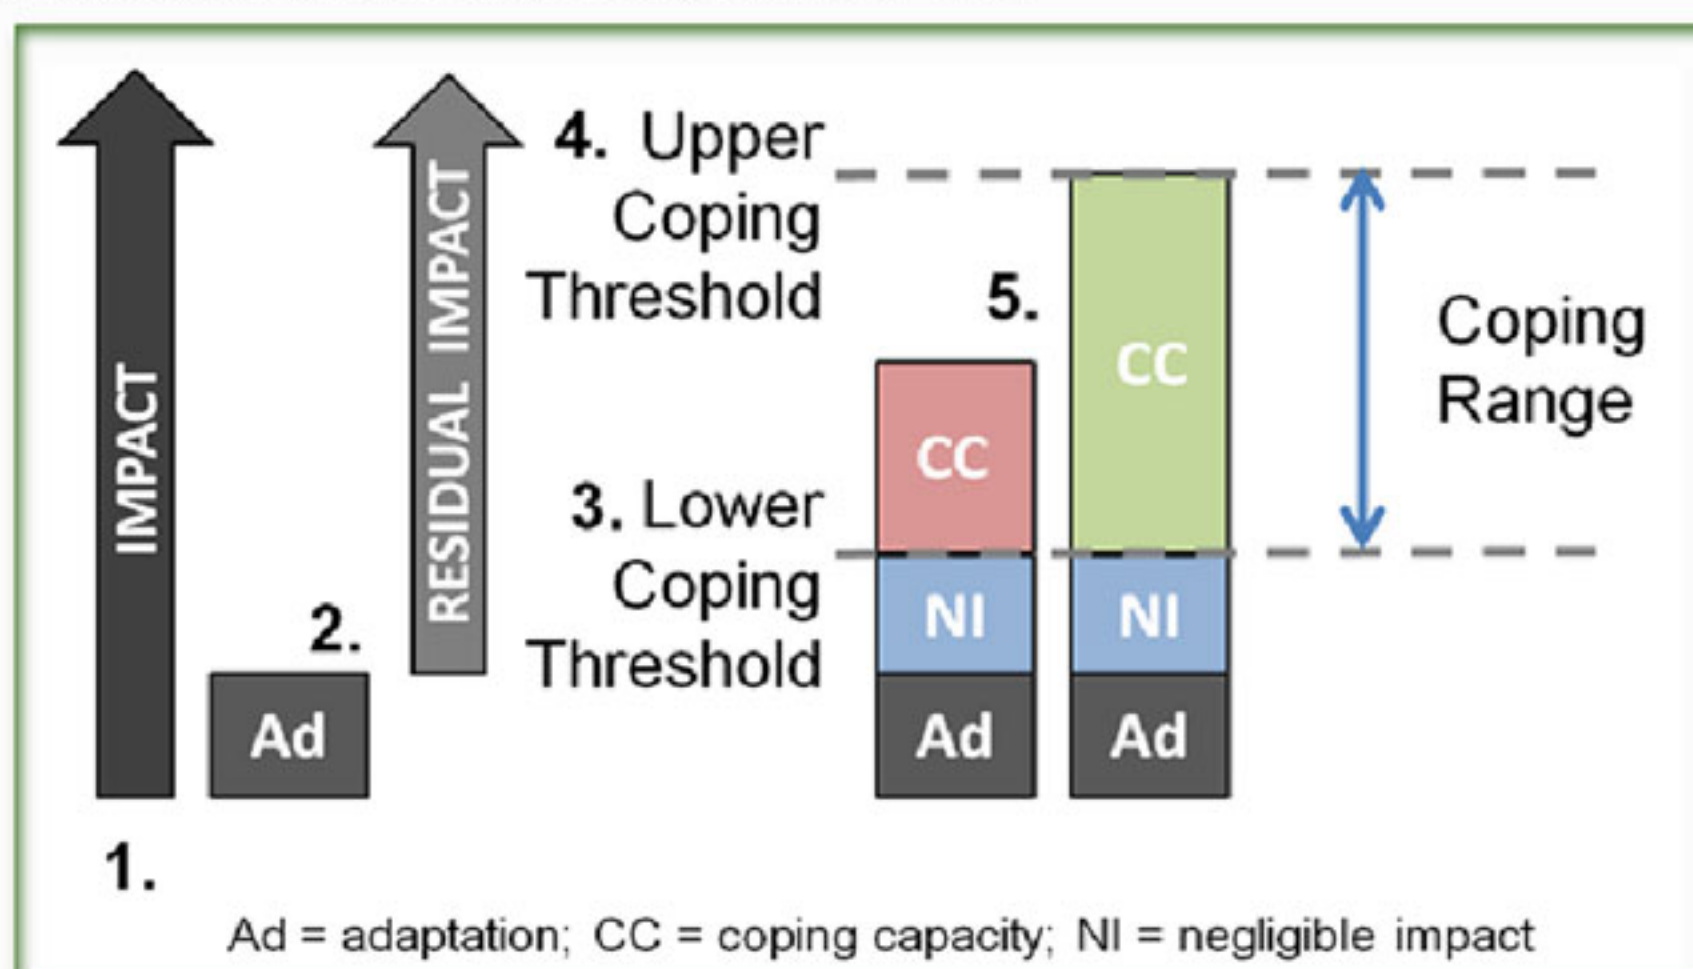 IMPACT
1.
2.
Ad
RESIDUAL IMPACT
4. Upper
Coping
Threshold
3. Lower
Coping
Threshold
5.
CC
NI
Ad
CC
NI
Ad
Coping
Range
Ad = adaptation; CC = coping capacity; NI = negligible impact